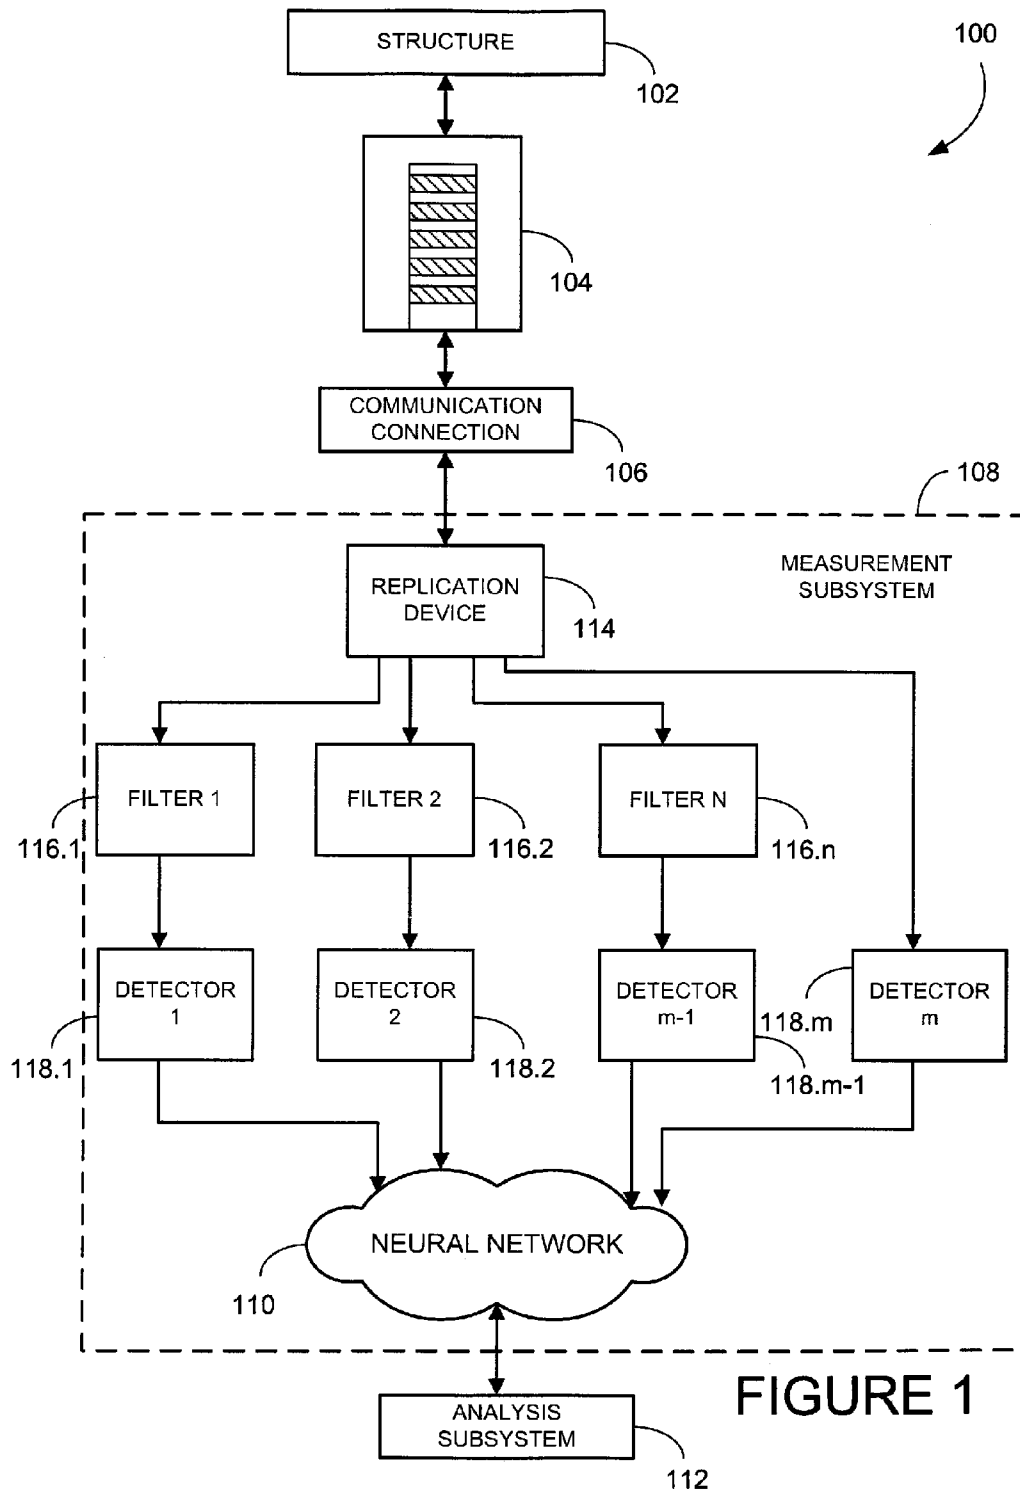 STRUCTURE
100
102
104
COMMUNICATION
CONNECTION
106
108
MEASUREMENT
SUBSYSTEM
REPLICATION
DEVICE
114
FILTER 1
FILTER 2
FILTER N
116.1
116.2
116.n
DETECTOR
1
DETECTOR
2
DETECTOR
m-1
DETECTOR
m
118.1
118.2
118.m-1
118.m
NEURAL NETWORK
110
FIGURE 1
ANALYSIS
SUBSYSTEM
112